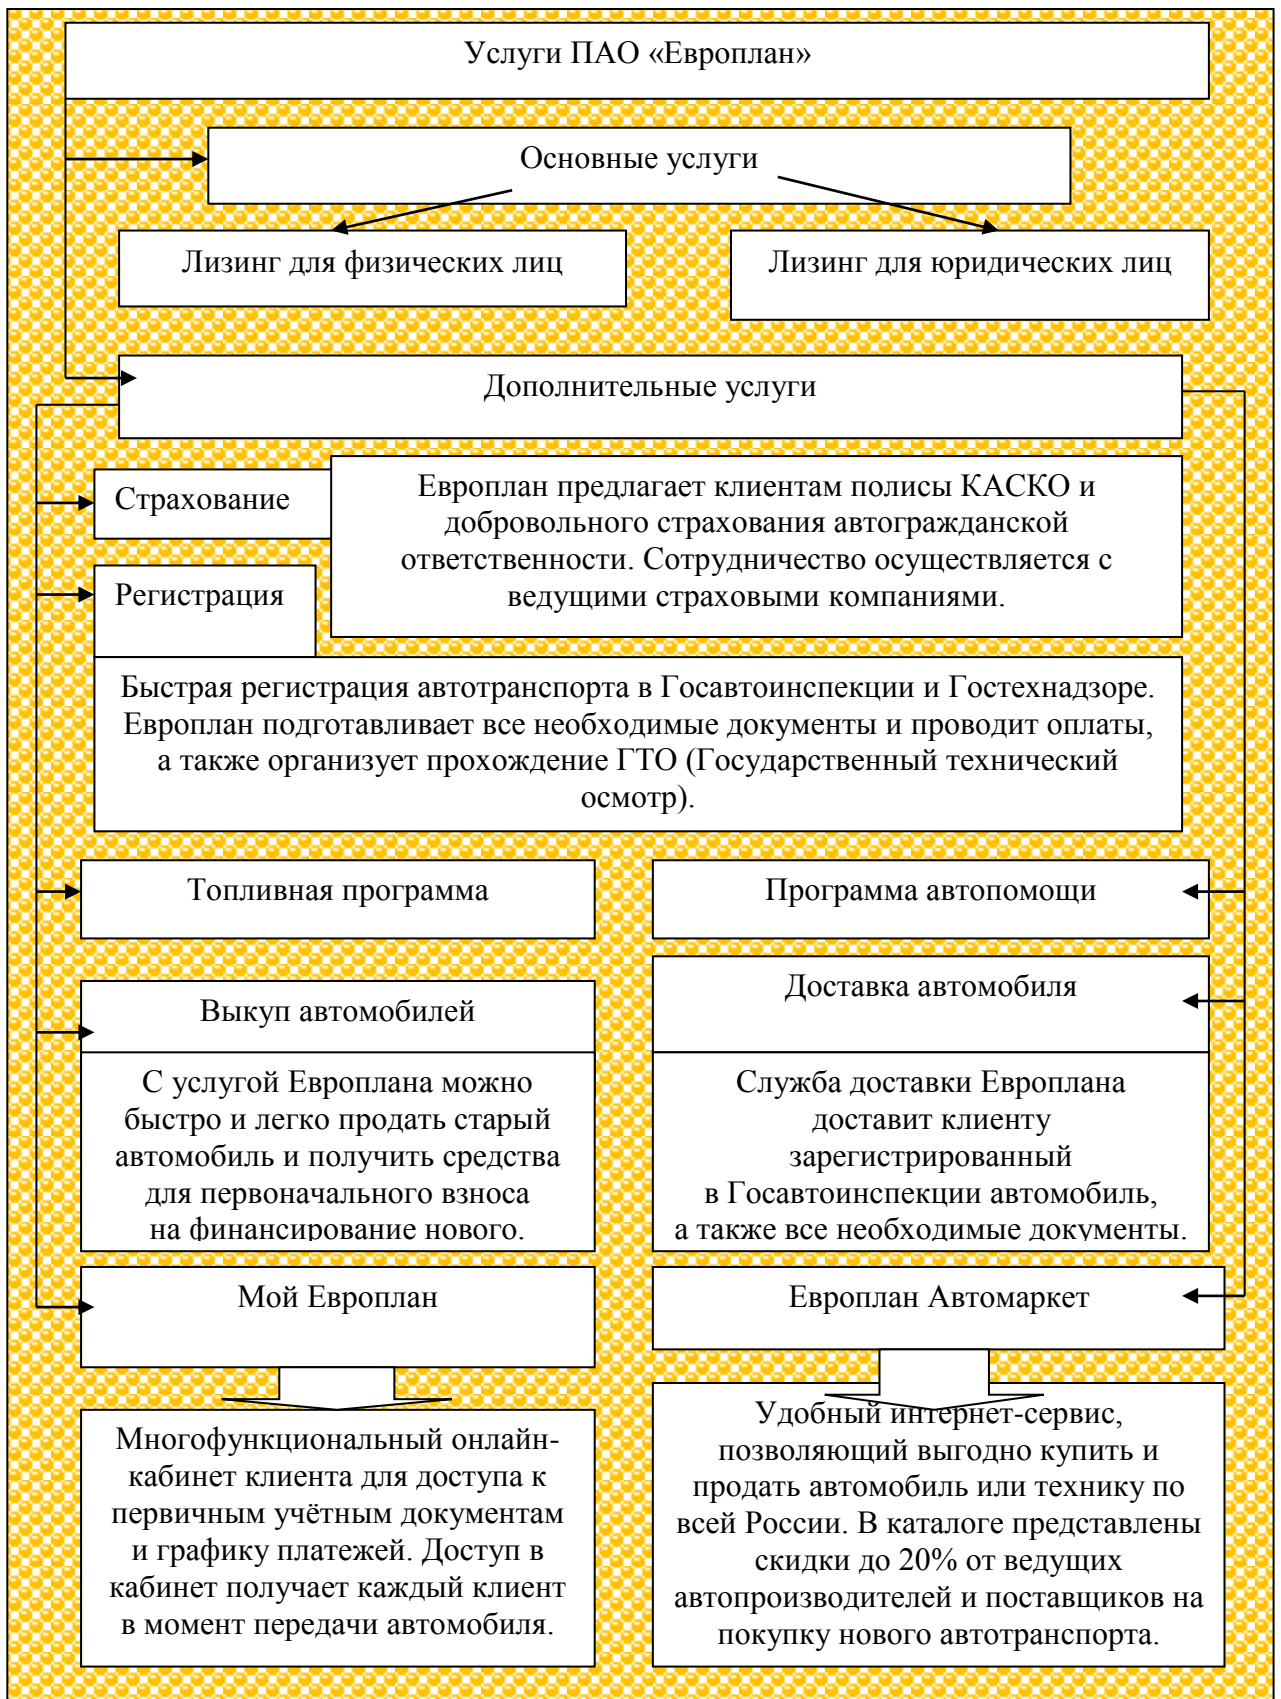 Услуги ПАО «Европлан»
Основные услуги
Лизинг для физических лиц
Лизинг для юридических лиц
Дополнительные услуги
Страхование
Европлан предлагает клиентам полисы КАСКО и
добровольного страхования автогражданской
ответственности. Сотрудничество осуществляется с
ведущими страховыми компаниями.
Регистрация
Быстрая регистрация автотранспорта в Госавтоинспекции и Гостехнадзоре.
Европлан подготавливает все необходимые документы и проводит оплаты,
а также организует прохождение ГТО (Государственный технический
осмотр).
Топливная программа
Программа автопомощи
Выкуп автомобилей
С услугой Европлана можно
быстро и легко продать старый
автомобиль и получить средства
для первоначального взноса
на финансирование нового.
Доставка автомобиля
Служба доставки Европлана
доставит клиенту
зарегистрированный
в Госавтоинспекции автомобиль,
а также все необходимые документы.
Мой Европлан
Многофункциональный онлайн-
кабинет клиента для доступа к
первичным учётным документам
и графику платежей. Доступ в
кабинет получает каждый клиент
в момент передачи автомобиля.
Европлан Автомаркет
Удобный интернет-сервис,
позволяющий выгодно купить и
продать автомобиль или технику по
всей России. В каталоге представлены
скидки до 20% от ведущих
автопроизводителей и поставщиков на
покупку нового автотранспорта.